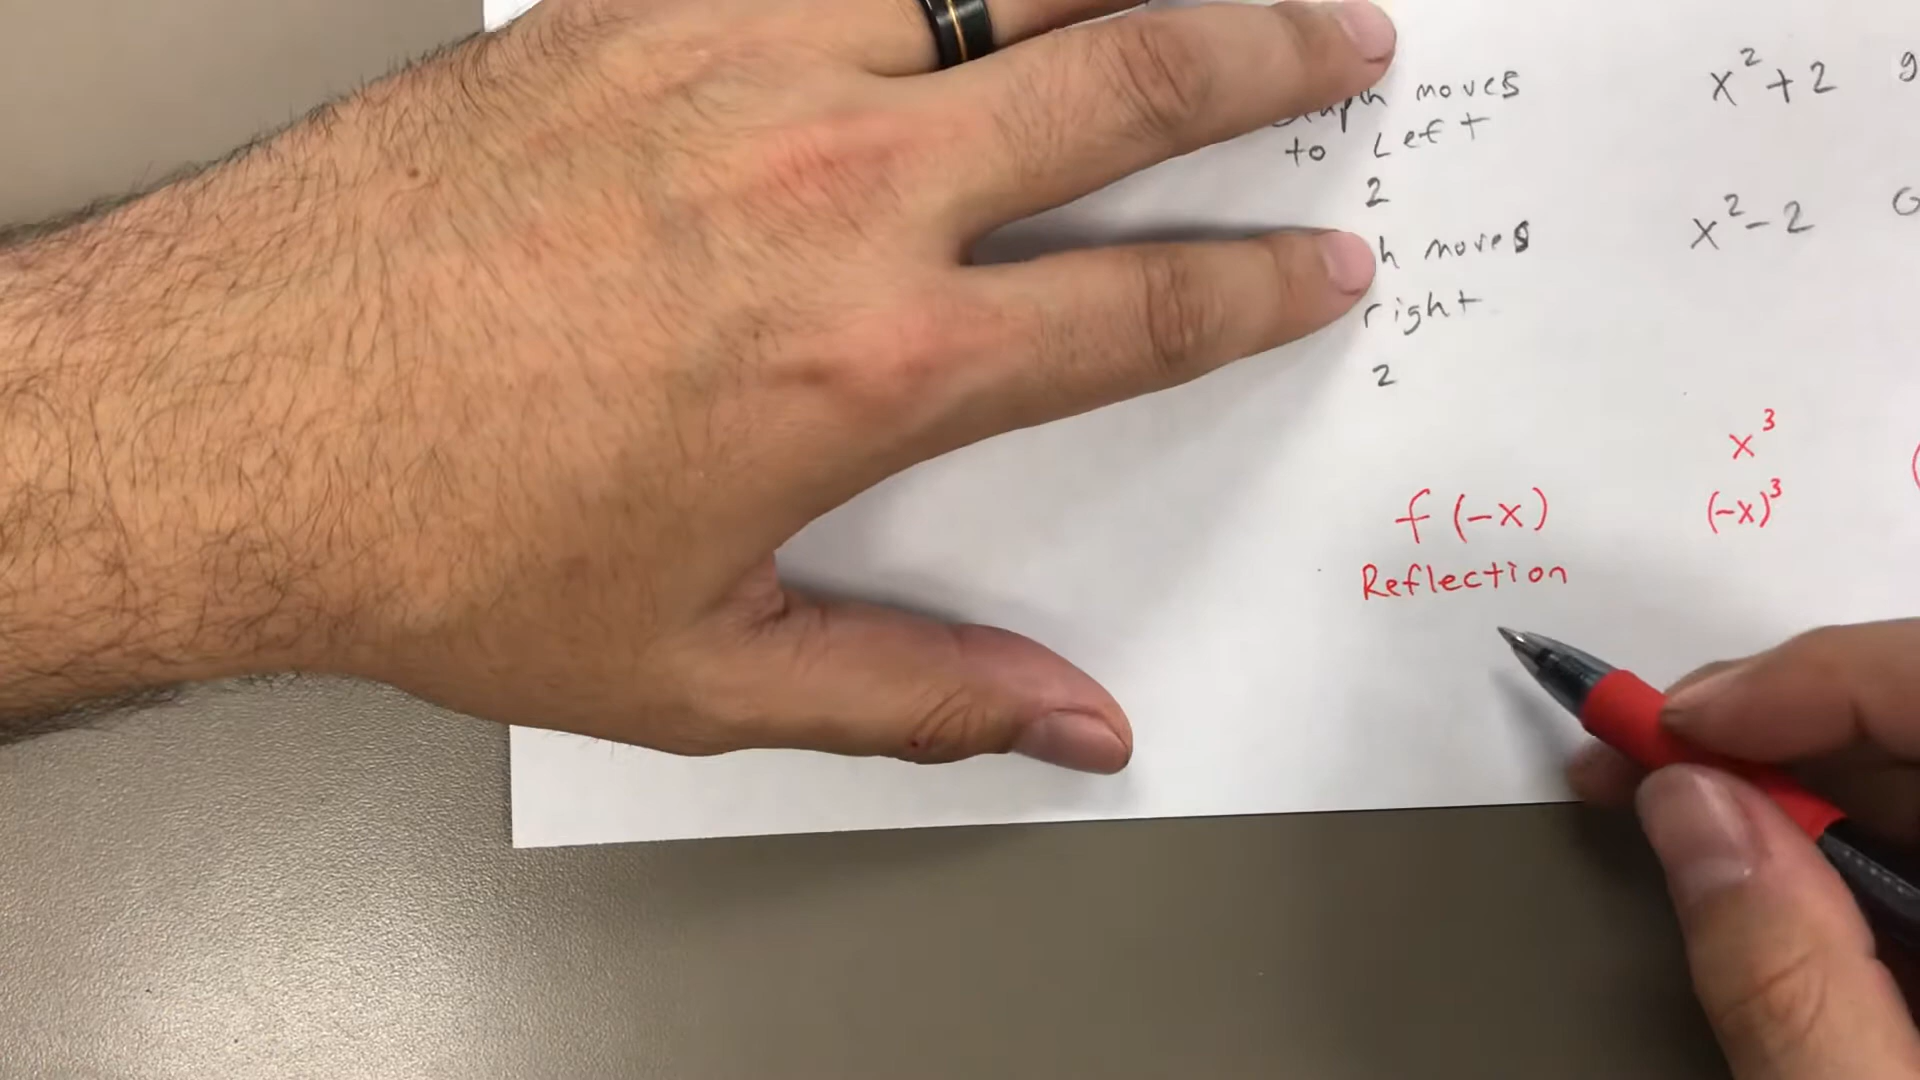 moves
to Left
2
moves
right
2
x² + 2
x² - 2
x³
(-x)³
f (-x)
Reflection